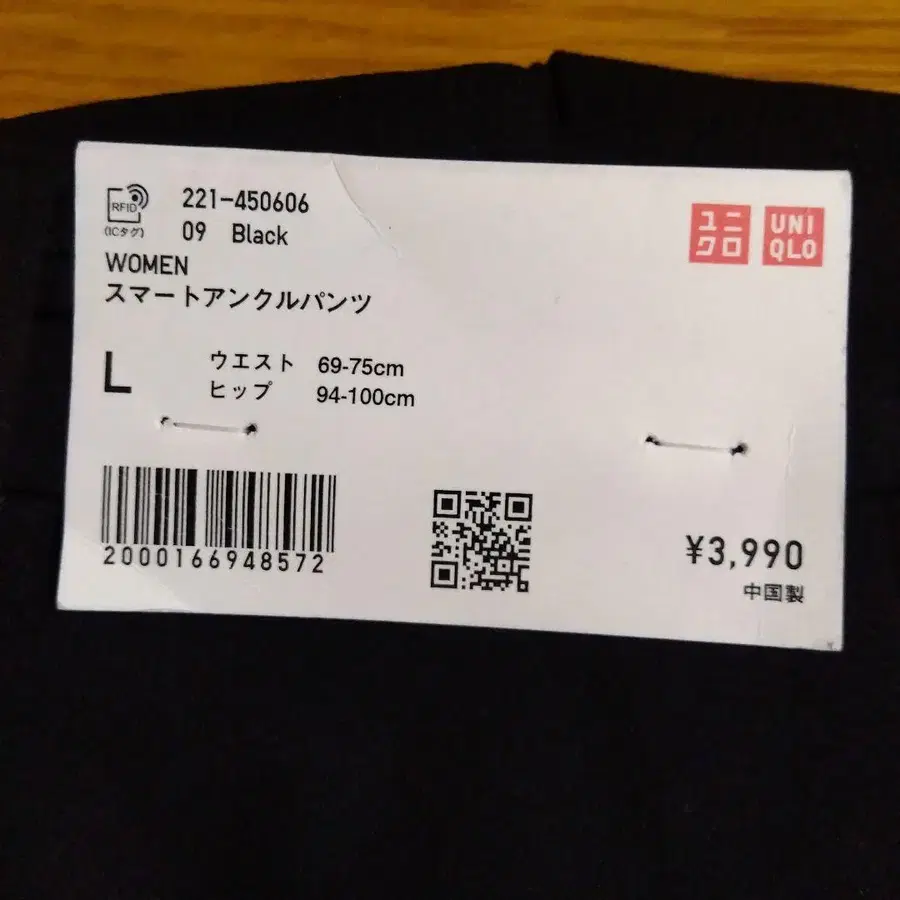 RFID
(ICタグ)
221-450606
09 Black
WOMEN
スマートアンクルパンツ
ユニ
クロ
UNI
QLO
L
ウエスト 69-75cm
ヒップ 94-100cm
2000166948572
¥3,990
中国製